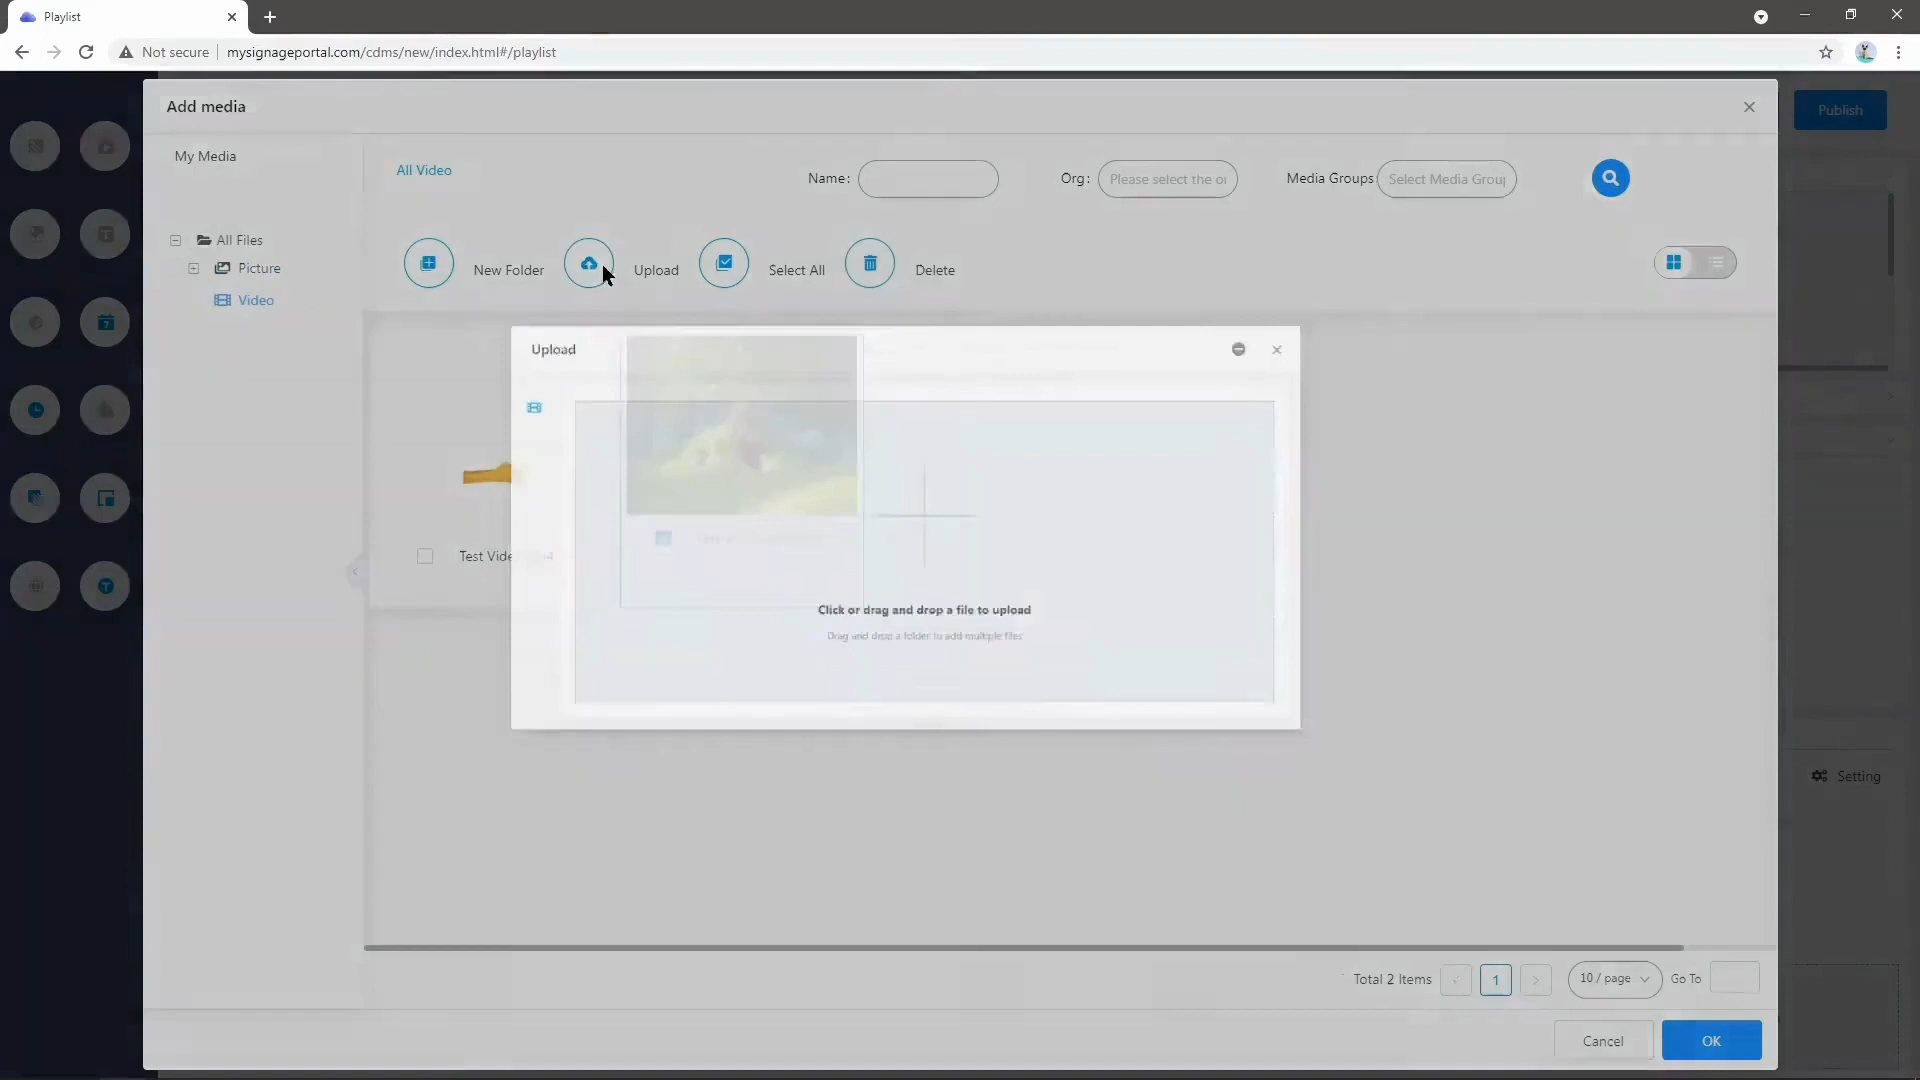 Playlist
Not secure
mysignageportal.com/cdms/new/index.html#/playlist
Add media
Publish
My Media
All Video
Name:
Org:
Please select the or
Media Groups
Select Media Group
All Files
Picture
Video
New Folder
Upload
Select All
Delete
Upload
Test Vide
Click or drag and drop a file to upload
Drag and drop a folder to add multiple files
Setting
Total 2 Items
1
10 / page
Go To
Cancel
OK